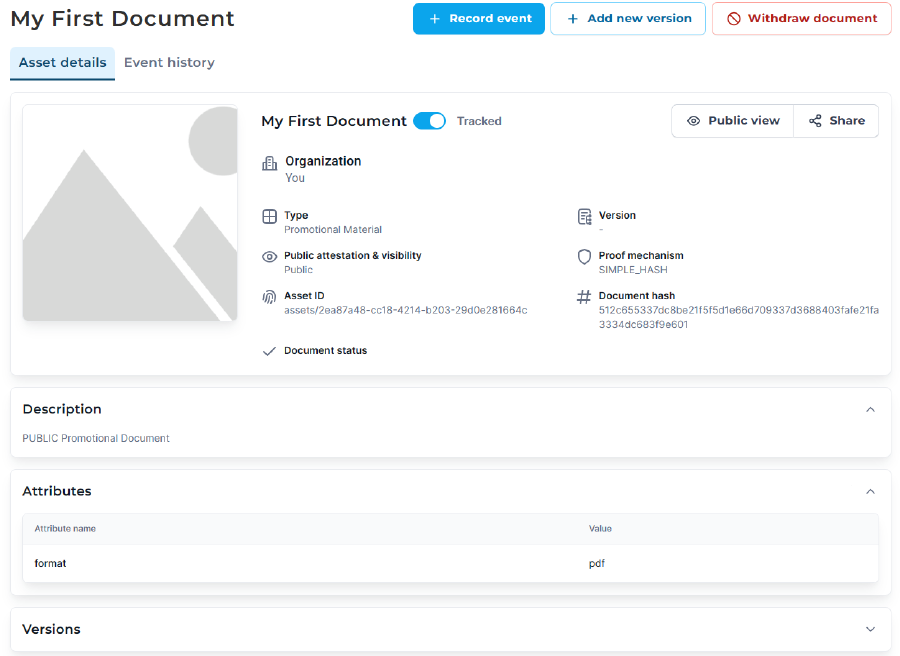 My First Document
Record event
Add new version
Withdraw document
Asset details
Event history
My First Document
Tracked
Public view
Share
Organization
You
Type
Promotional Material
Version
-
Public attestation & visibility
Public
Proof mechanism
SIMPLE_HASH
Asset ID
assets/2ea87a48-cc18-4214-b203-29d0e281664c
Document hash
512c655337dc8be21f5f5d1e66d709337d3688403fafe21fa
3334dc683f9e601
Document status
Description
PUBLIC Promotional Document
Attributes
Attribute name
Value
format
pdf
Versions